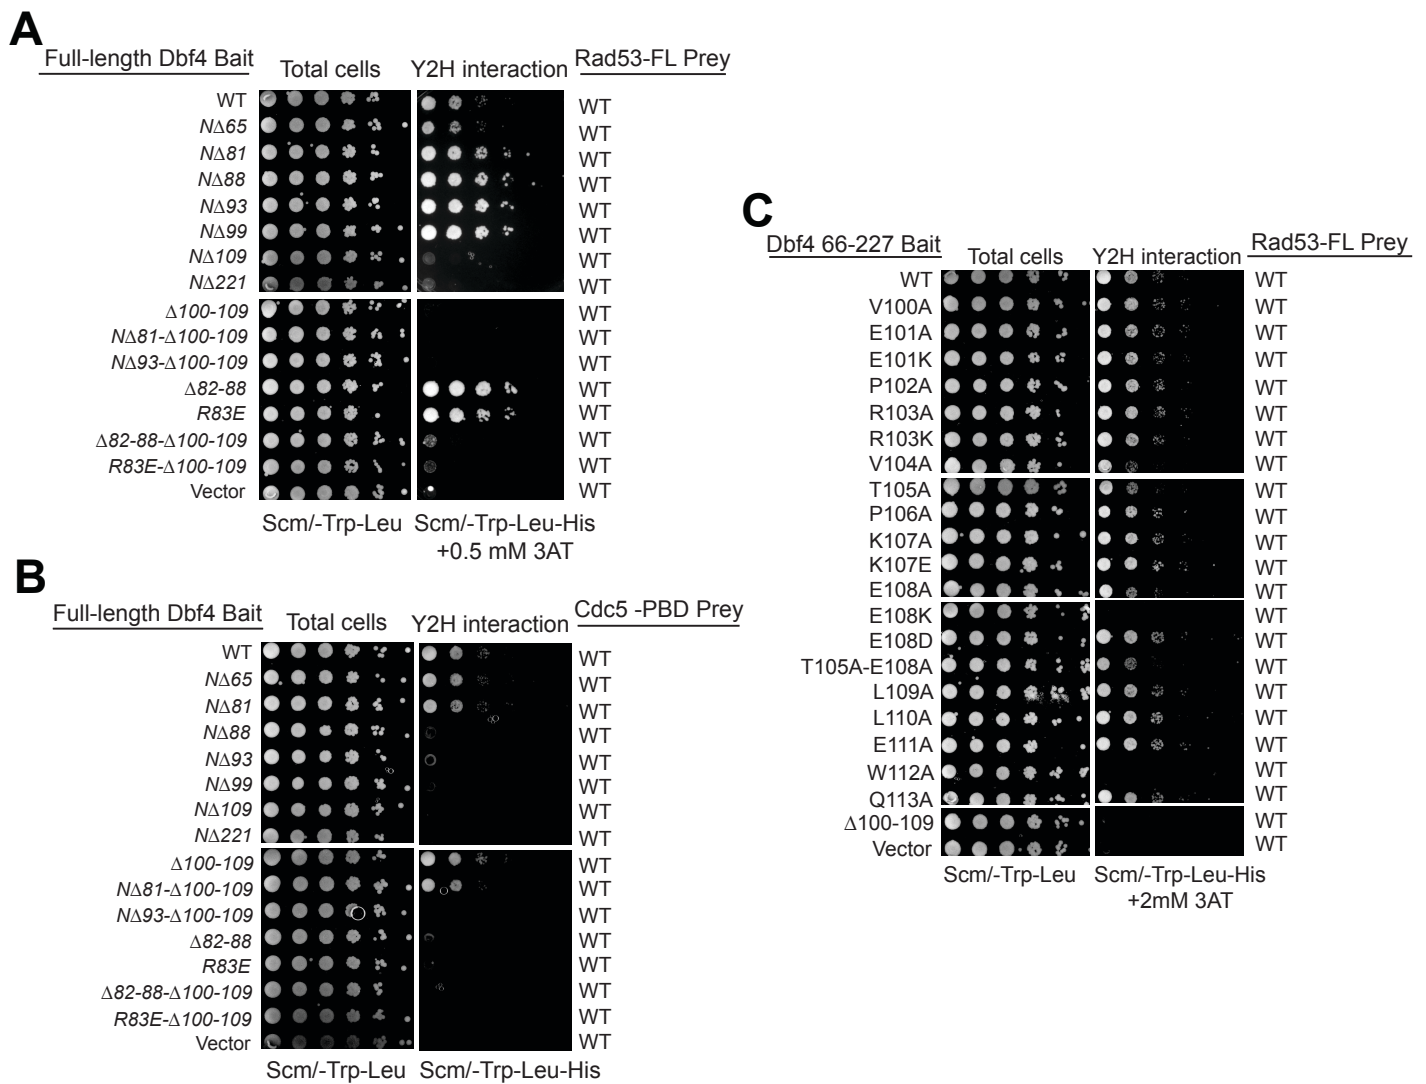 A
Full-length Dbf4 Bait Total cells Y2H interaction Rad53-FL Prey
WT WT
NΔ65 WT
NΔ81 WT
NΔ88 WT
NΔ93 WT
NΔ99 WT
NΔ109 WT
NΔ221 WT
Δ100-109 WT
NΔ81-Δ100-109 WT
NΔ93-Δ100-109 WT
Δ82-88 WT
R83E WT
Δ82-88-Δ100-109 WT
R83E-Δ100-109 WT
Vector WT
Scm/-Trp-Leu Scm/-Trp-Leu-His
+0.5 mM 3AT
B
Full-length Dbf4 Bait Total cells Y2H interaction Cdc5 -PBD Prey
WT WT
NΔ65 WT
NΔ81 WT
NΔ88 WT
NΔ93 WT
NΔ99 WT
NΔ109 WT
NΔ221 WT
Δ100-109 WT
NΔ81-Δ100-109 WT
NΔ93-Δ100-109 WT
Δ82-88 WT
R83E WT
Δ82-88-Δ100-109 WT
R83E-Δ100-109 WT
Vector WT
Scm/-Trp-Leu Scm/-Trp-Leu-His
C
Dbf4 66-227 Bait Total cells Y2H interaction Rad53-FL Prey
WT WT
V100A WT
E101A WT
E101K WT
P102A WT
R103A WT
R103K WT
V104A WT
T105A WT
P106A WT
K107A WT
K107E WT
E108A WT
E108K WT
E108D WT
T105A-E108A WT
L109A WT
L110A WT
E111A WT
W112A WT
Q113A WT
Δ100-109 WT
Vector WT
Scm/-Trp-Leu Scm/-Trp-Leu-His
+2mM 3AT